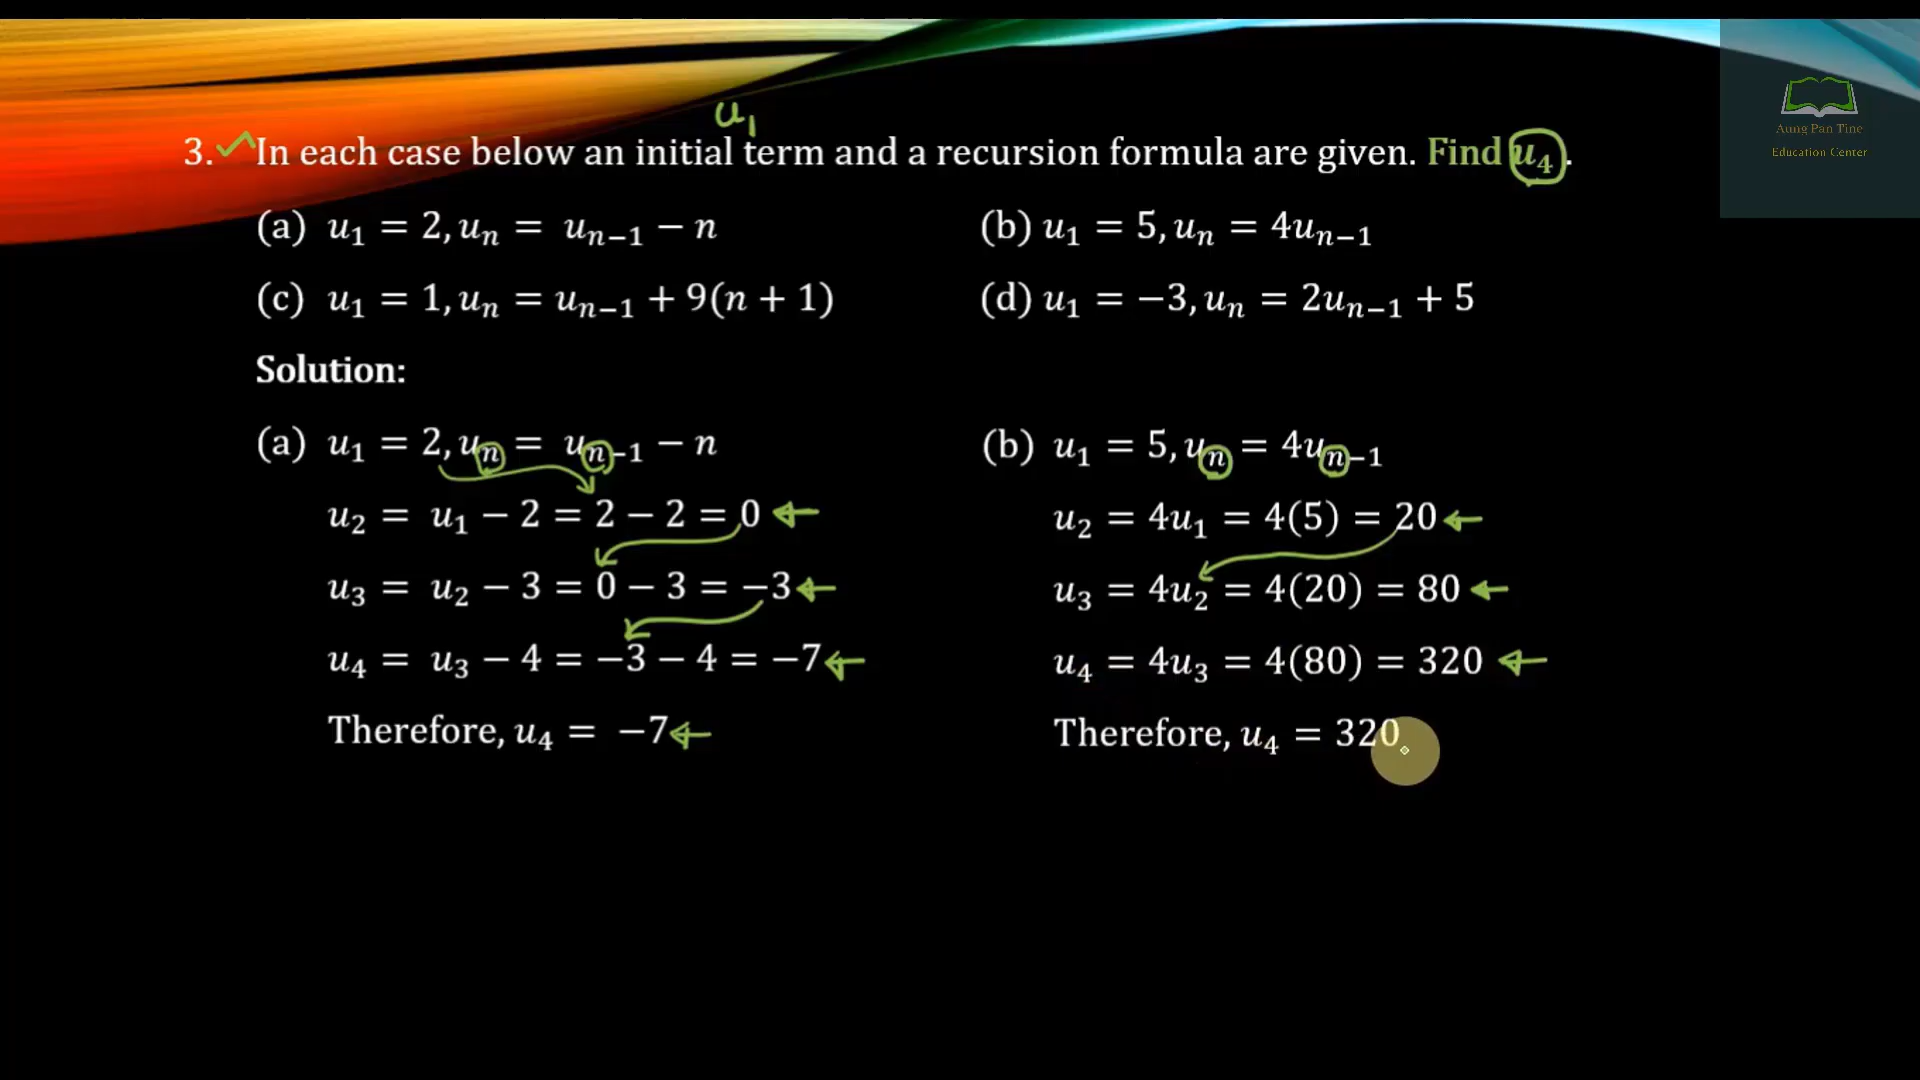 Aung Pan Tine
Education Center
u₁
3. In each case below an initial term and a recursion formula are given. Find u₄.
(a) u₁ = 2, uₙ = uₙ₋₁ − n
(b) u₁ = 5, uₙ = 4uₙ₋₁
(c) u₁ = 1, uₙ = uₙ₋₁ + 9(n + 1)
(d) u₁ = −3, uₙ = 2uₙ₋₁ + 5
Solution:
(a) u₁ = 2, uₙ = uₙ₋₁ − n
u₂ = u₁ − 2 = 2 − 2 = 0
u₃ = u₂ − 3 = 0 − 3 = −3
u₄ = u₃ − 4 = −3 − 4 = −7
Therefore, u₄ = −7
(b) u₁ = 5, uₙ = 4uₙ₋₁
u₂ = 4u₁ = 4(5) = 20
u₃ = 4u₂ = 4(20) = 80
u₄ = 4u₃ = 4(80) = 320
Therefore, u₄ = 320